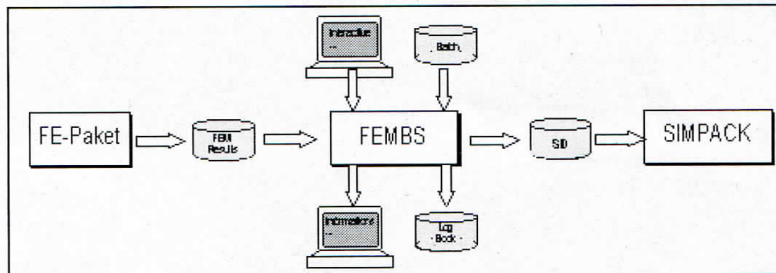 Interactive
...
Batch
FE-Paket
FEM
Results
FEMBS
SID
SIMPACK
Informations
...
Log
Book